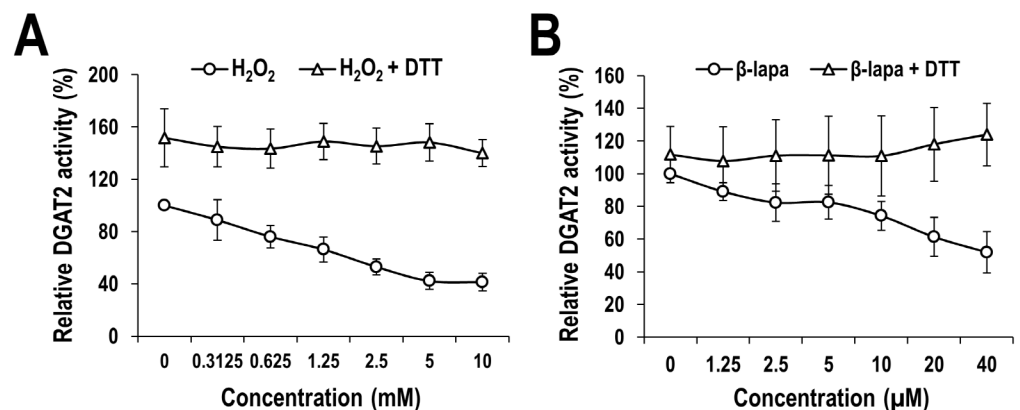 A
H₂O₂ H₂O₂ + DTT
Relative DGAT2 activity (%)
200
160
120
80
40
0
0 0.3125 0.625 1.25 2.5 5 10
Concentration (mM)
B
β-lapa β-lapa + DTT
Relative DGAT2 activity (%)
160
140
120
100
80
60
40
20
0
0 1.25 2.5 5 10 20 40
Concentration (μM)